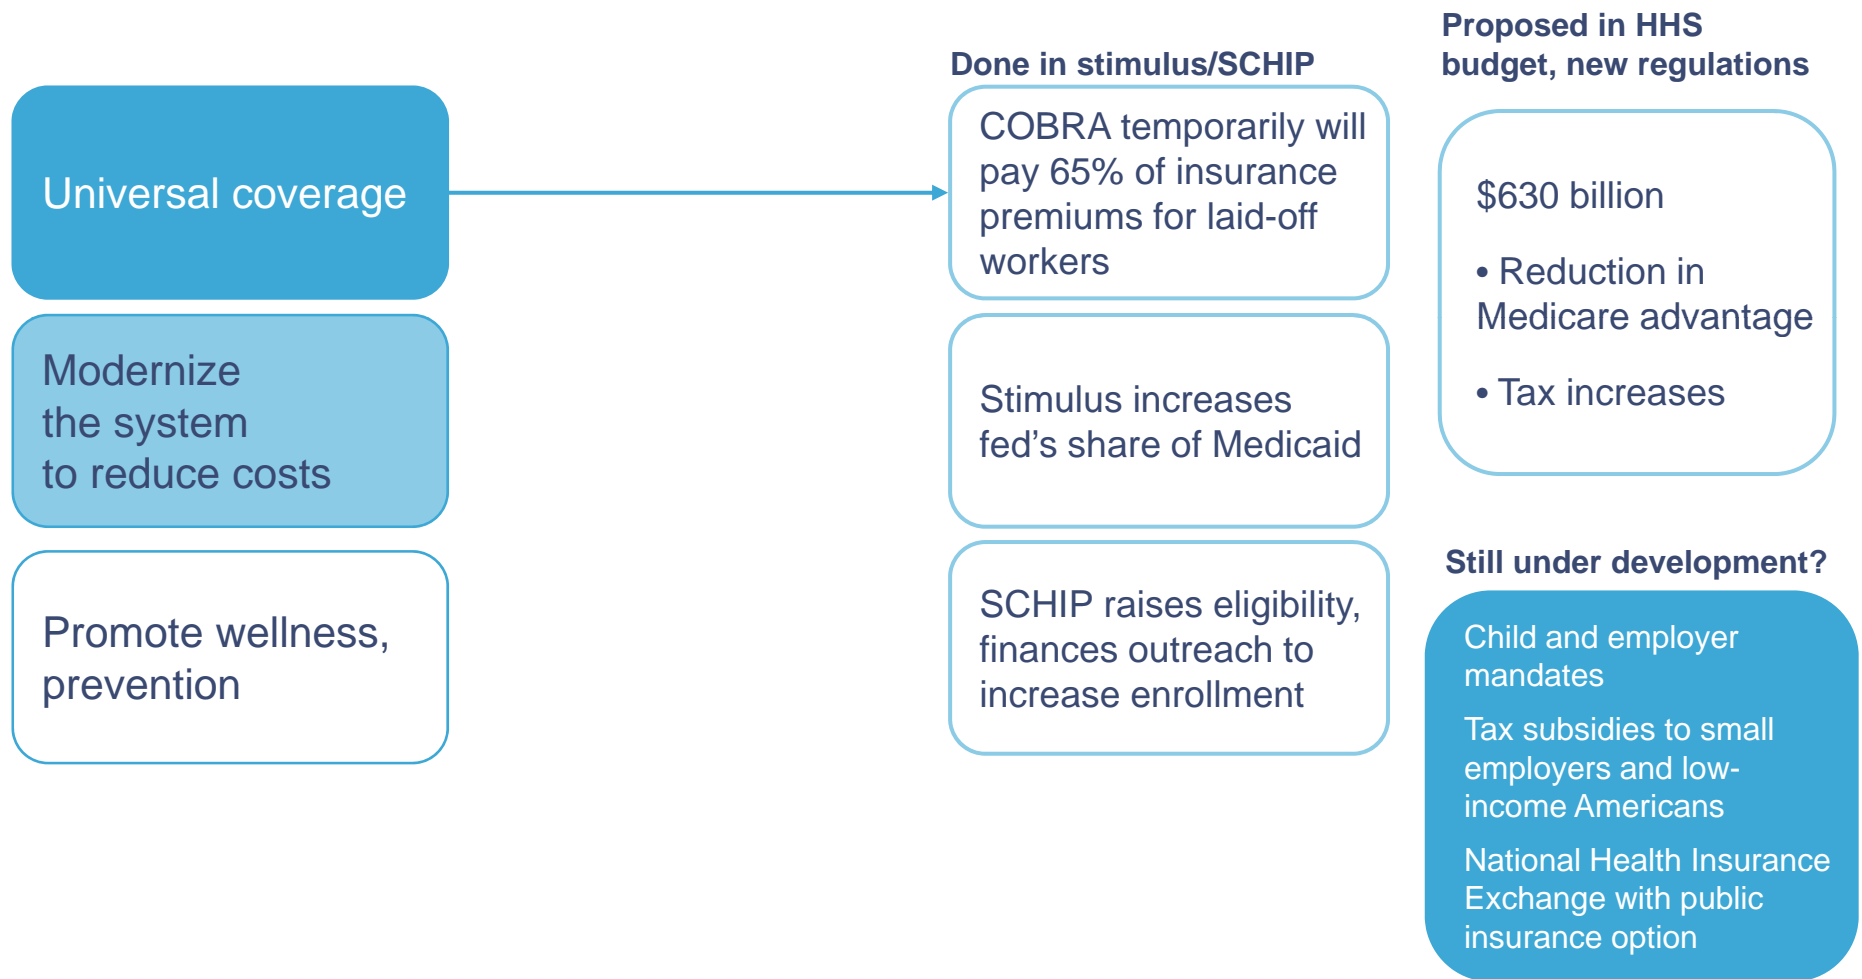 Universal coverage
Modernize
the system
to reduce costs
Promote wellness,
prevention
Done in stimulus/SCHIP
COBRA temporarily will
pay 65% of insurance
premiums for laid-off
workers
Stimulus increases
fed’s share of Medicaid
SCHIP raises eligibility,
finances outreach to
increase enrollment
Proposed in HHS
budget, new regulations
$630 billion
• Reduction in
Medicare advantage
• Tax increases
Still under development?
Child and employer
mandates
Tax subsidies to small
employers and low-
income Americans
National Health Insurance
Exchange with public
insurance option